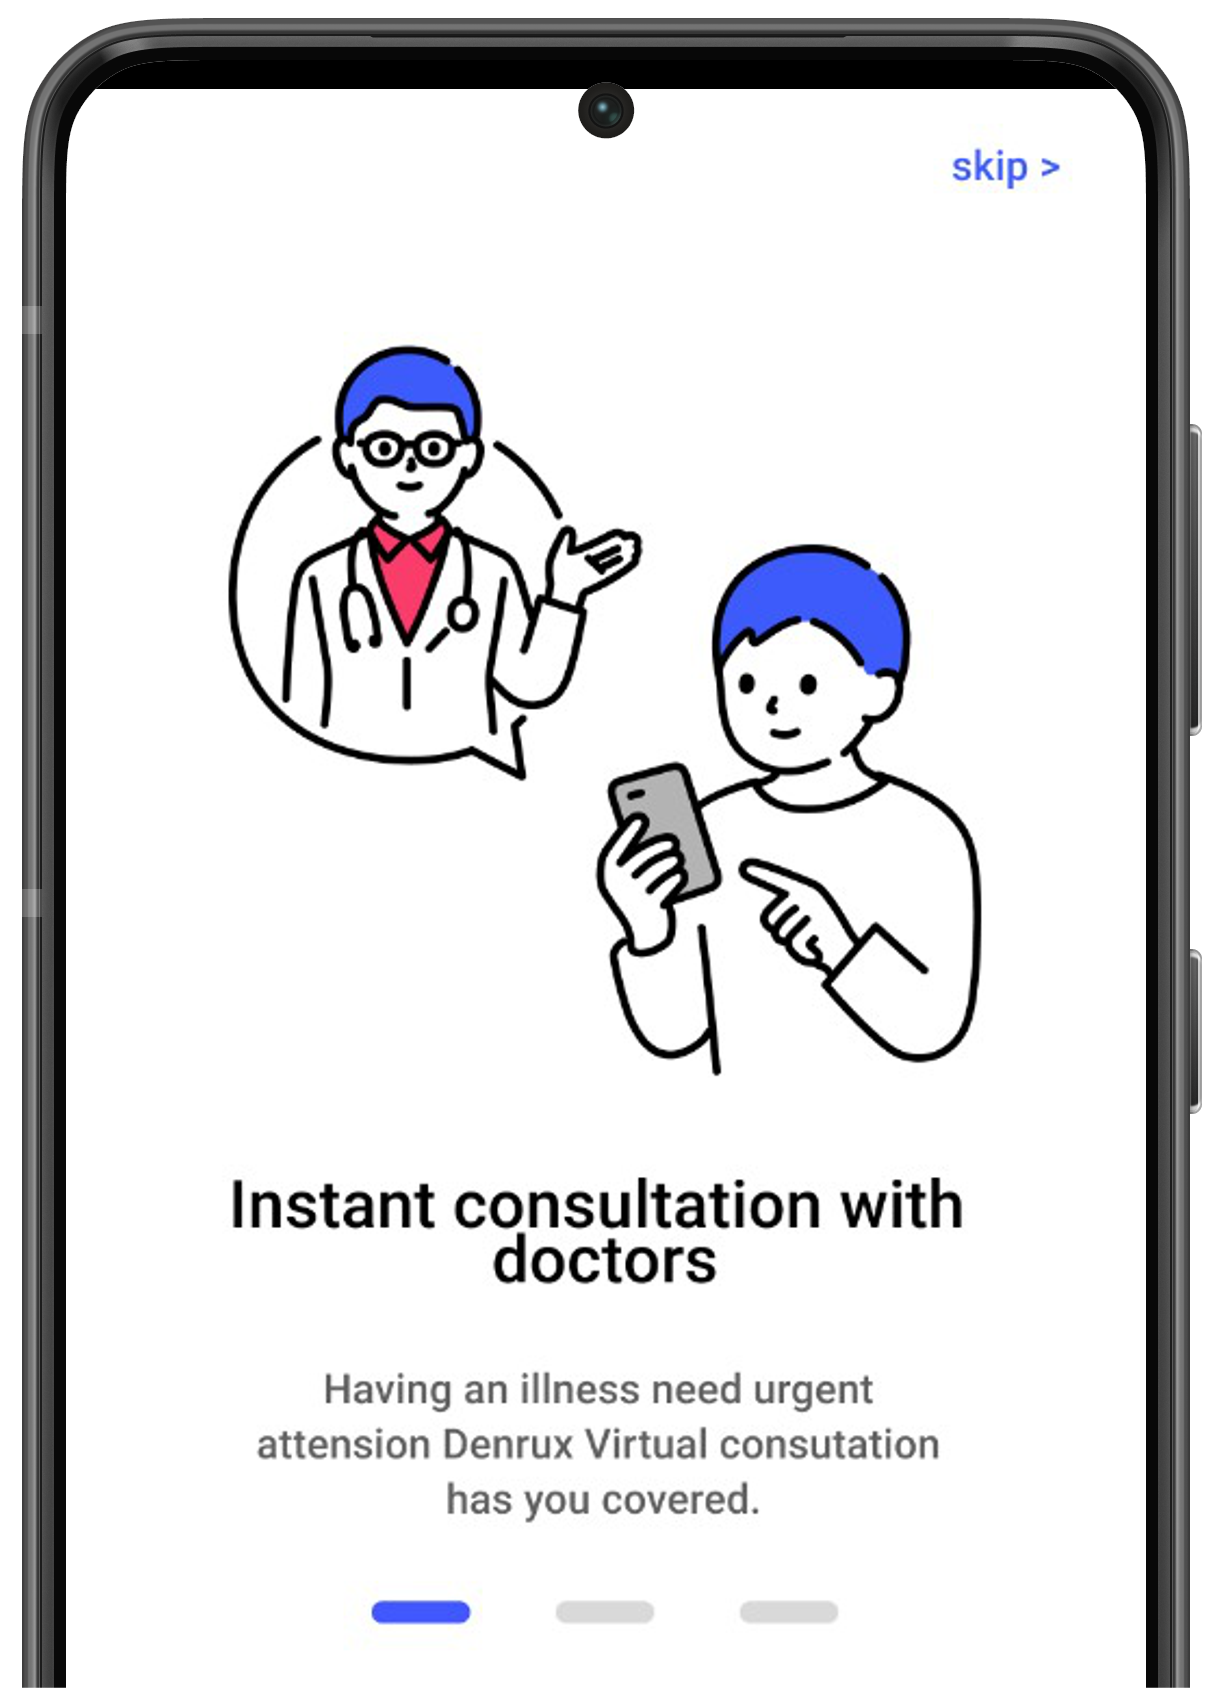 skip >
Instant consultation with
doctors
Having an illness need urgent
attension Denrux Virtual consutation
has you covered.